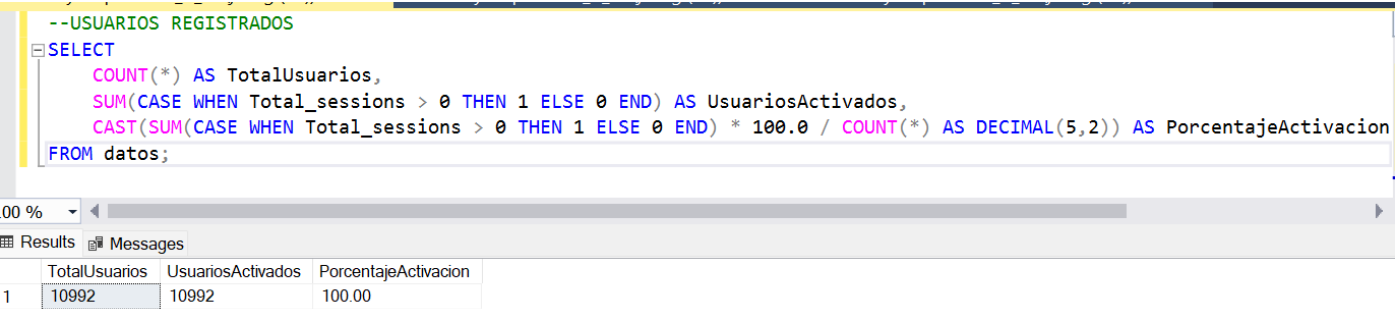 --USUARIOS REGISTRADOS
SELECT
COUNT(*) AS TotalUsuarios,
SUM(CASE WHEN Total_sessions > 0 THEN 1 ELSE 0 END) AS UsuariosActivados,
CAST(SUM(CASE WHEN Total_sessions > 0 THEN 1 ELSE 0 END) * 100.0 / COUNT(*) AS DECIMAL(5,2)) AS PorcentajeActivacion
FROM datos;
.00 %
Results Messages
TotalUsuarios UsuariosActivados PorcentajeActivacion
1 10992 10992 100.00